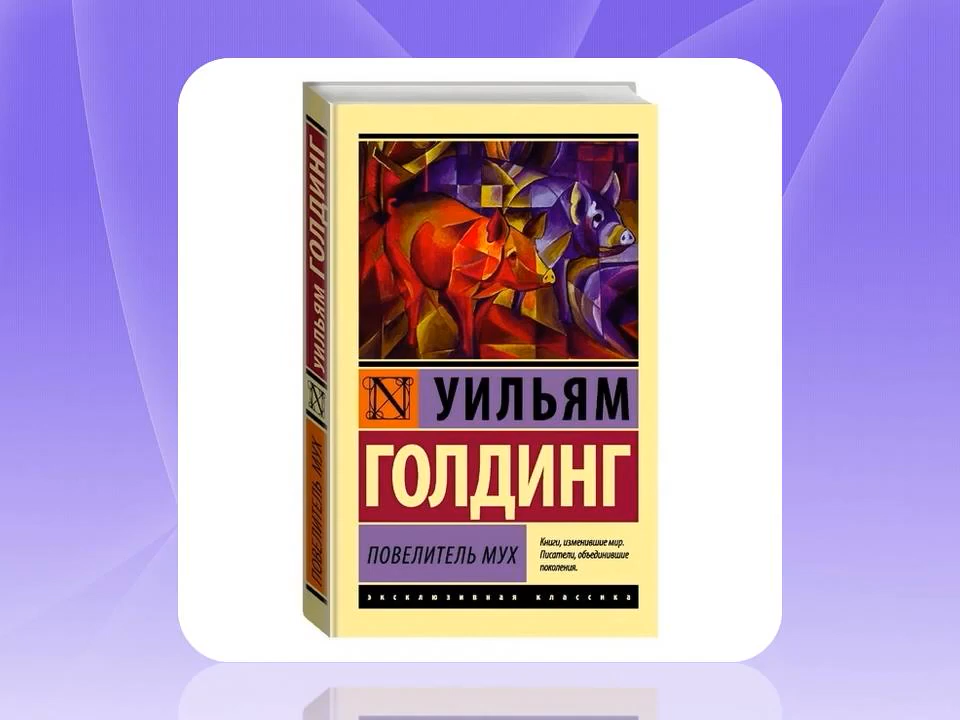 УИЛЬЯМ ГОЛДИНГ
N
ПОВЕЛИТЕЛЬ МУХ
N УИЛЬЯМ
ГОЛДИНГ
ПОВЕЛИТЕЛЬ МУХ
Книги, изменившие мир.
Писатели, объединившие
поколения.
эксклюзивная классика